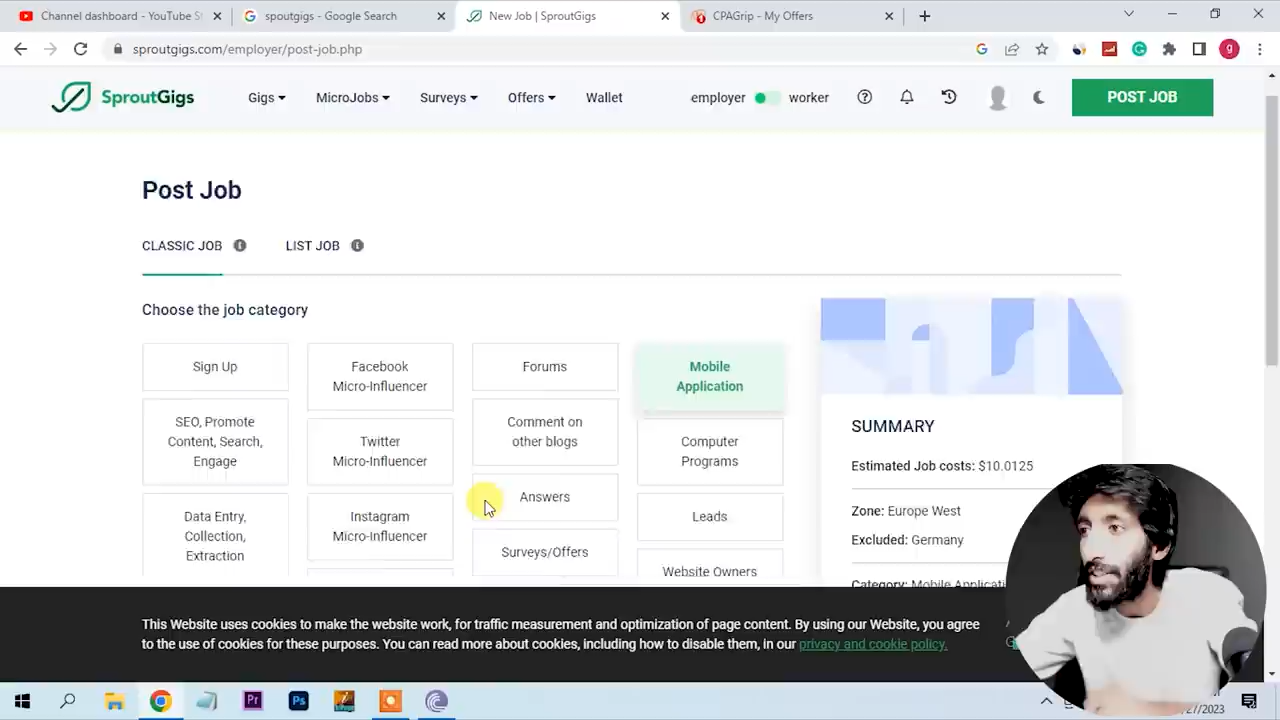 Channel dashboard - YouTube St
spoutgigs - Google Search
New Job | SproutGigs
CPAGrip - My Offers
sproutgigs.com/employer/post-job.php
SproutGigs
Gigs
MicroJobs
Surveys
Offers
Wallet
employer
worker
POST JOB
Post Job
CLASSIC JOB
LIST JOB
Choose the job category
Sign Up
Facebook
Micro-Influencer
Forums
Mobile
Application
SEO, Promote
Content, Search,
Engage
Twitter
Micro-Influencer
Comment on
other blogs
Computer
Programs
Data Entry,
Collection,
Extraction
Instagram
Micro-Influencer
Answers
Leads
Surveys/Offers
Website Owners
SUMMARY
Estimated Job costs: $10.0125
Zone: Europe West
Excluded: Germany
Category: Mobile Applicati
This Website uses cookies to make the website work, for traffic measurement and optimization of page content. By using our Website, you agree
to the use of cookies for these purposes. You can read more about cookies, including how to disable them, in our privacy and cookie policy.
/27/2023